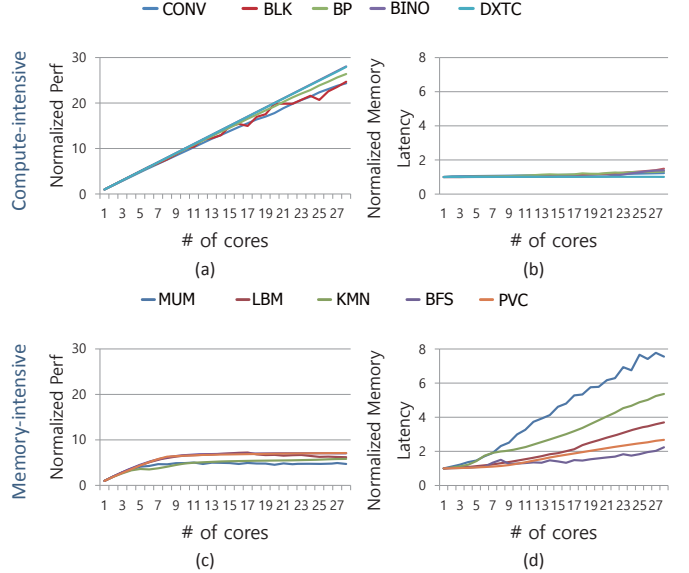 CONV BLK BP BINO DXTC
Compute-intensive
Normalized Perf
30
20
10
0
1 3 5 7 9 11 13 15 17 19 21 23 25 27
# of cores
(a)
Normalized Memory
Latency
8
6
4
2
0
1 3 5 7 9 11 13 15 17 19 21 23 25 27
# of cores
(b)
MUM LBM KMN BFS PVC
Memory-intensive
Normalized Perf
30
20
10
0
1 3 5 7 9 11 13 15 17 19 21 23 25 27
# of cores
(c)
Normalized Memory
Latency
8
6
4
2
0
1 3 5 7 9 11 13 15 17 19 21 23 25 27
# of cores
(d)